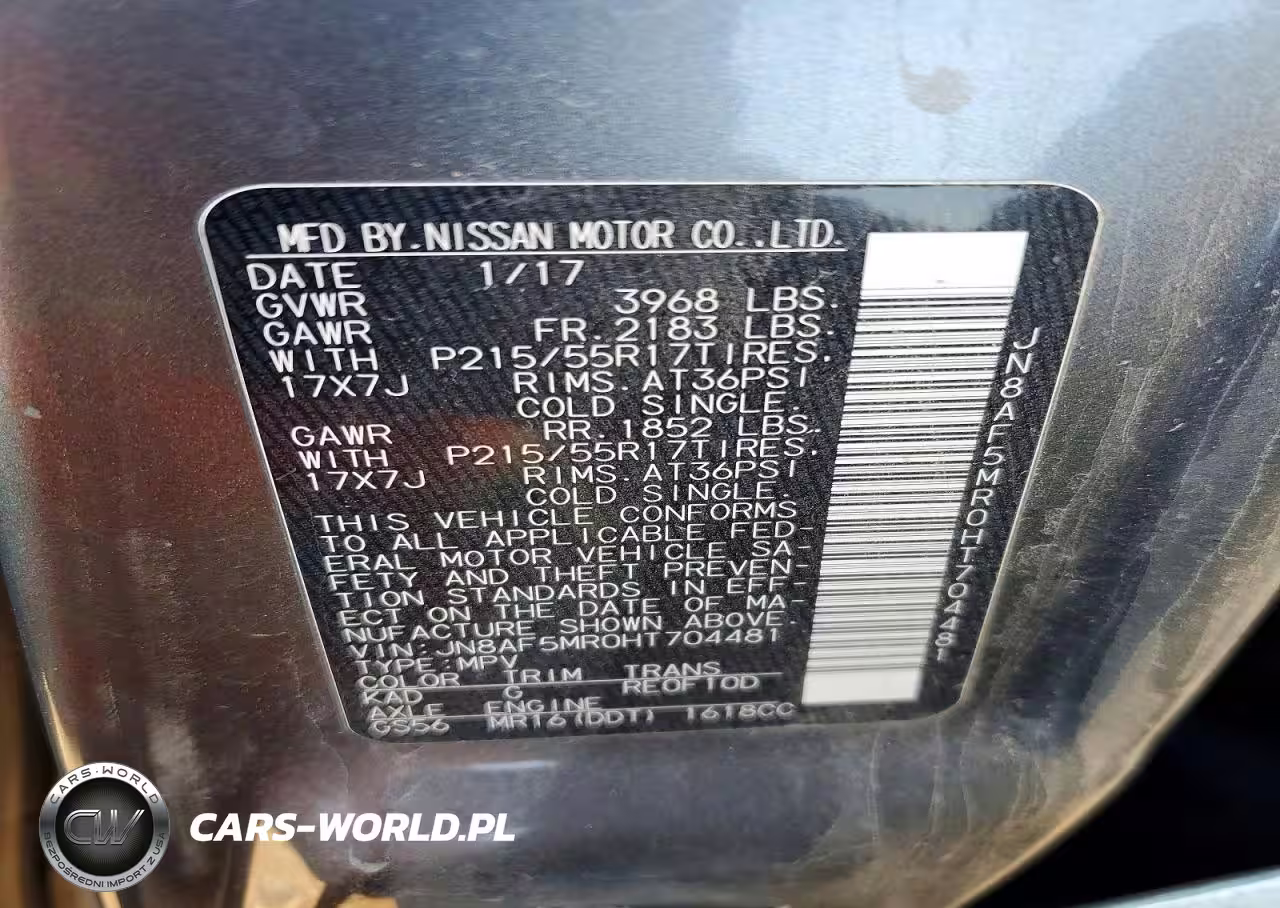 MFD BY.NISSAN MOTOR CO.,LTD.
DATE 1/17
GVWR 3968 LBS.
GAWR FR. 2183 LBS.
WITH P215/55R17TIRES.
17X7J RIMS. AT36PSI
COLD SINGLE.
GAWR RR. 1852 LBS.
WITH P215/55R17TIRES.
17X7J RIMS. AT36PSI
COLD SINGLE.
THIS VEHICLE CONFORMS
TO ALL APPLICABLE FED-
ERAL MOTOR VEHICLE SA-
FETY AND THEFT PREVEN-
TION STANDARDS IN EFF-
ECT ON THE DATE OF MA-
NUFACTURE SHOWN ABOVE.
VIN:JN8AF5MR0HT704481
TYPE:MPV
COLOR TRIM TRANS
KAD G RE0F10D
AXLE ENGINE
GS56 MR16(DDT) 1618CC
JN8AF5MR0HT704481
CARS-WORLD
CW
BEZPOŚREDNI IMPORT Z USA
CARS-WORLD.PL